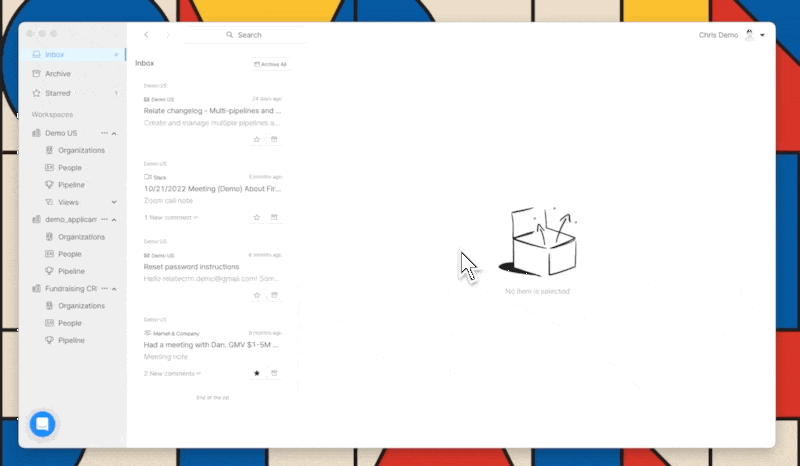 Search
Chris Demo
Inbox
Archive
Starred
1
Workspaces
Demo US
Organizations
People
Pipeline
Views
demo_applican
Organizations
People
Pipeline
Fundraising CR
Organizations
People
Pipeline
Inbox
Archive All
Demo US
Demo US
24 days ago
Relate changelog - Multi-pipelines and ...
Create and manage multiple pipelines a...
Demo US
Slack
months ago
10/21/2022 Meeting (Demo) About Fir...
Zoom call note
1 New comment
Demo US
Demo US
months ago
Reset password instructions
Hello relatecrm.demo@gmail.com! Som...
Demo US
& Company
months ago
Had a meeting with Dan. GMV $1-5M ...
Meeting note
2 New comments
End of the list
No item is selected